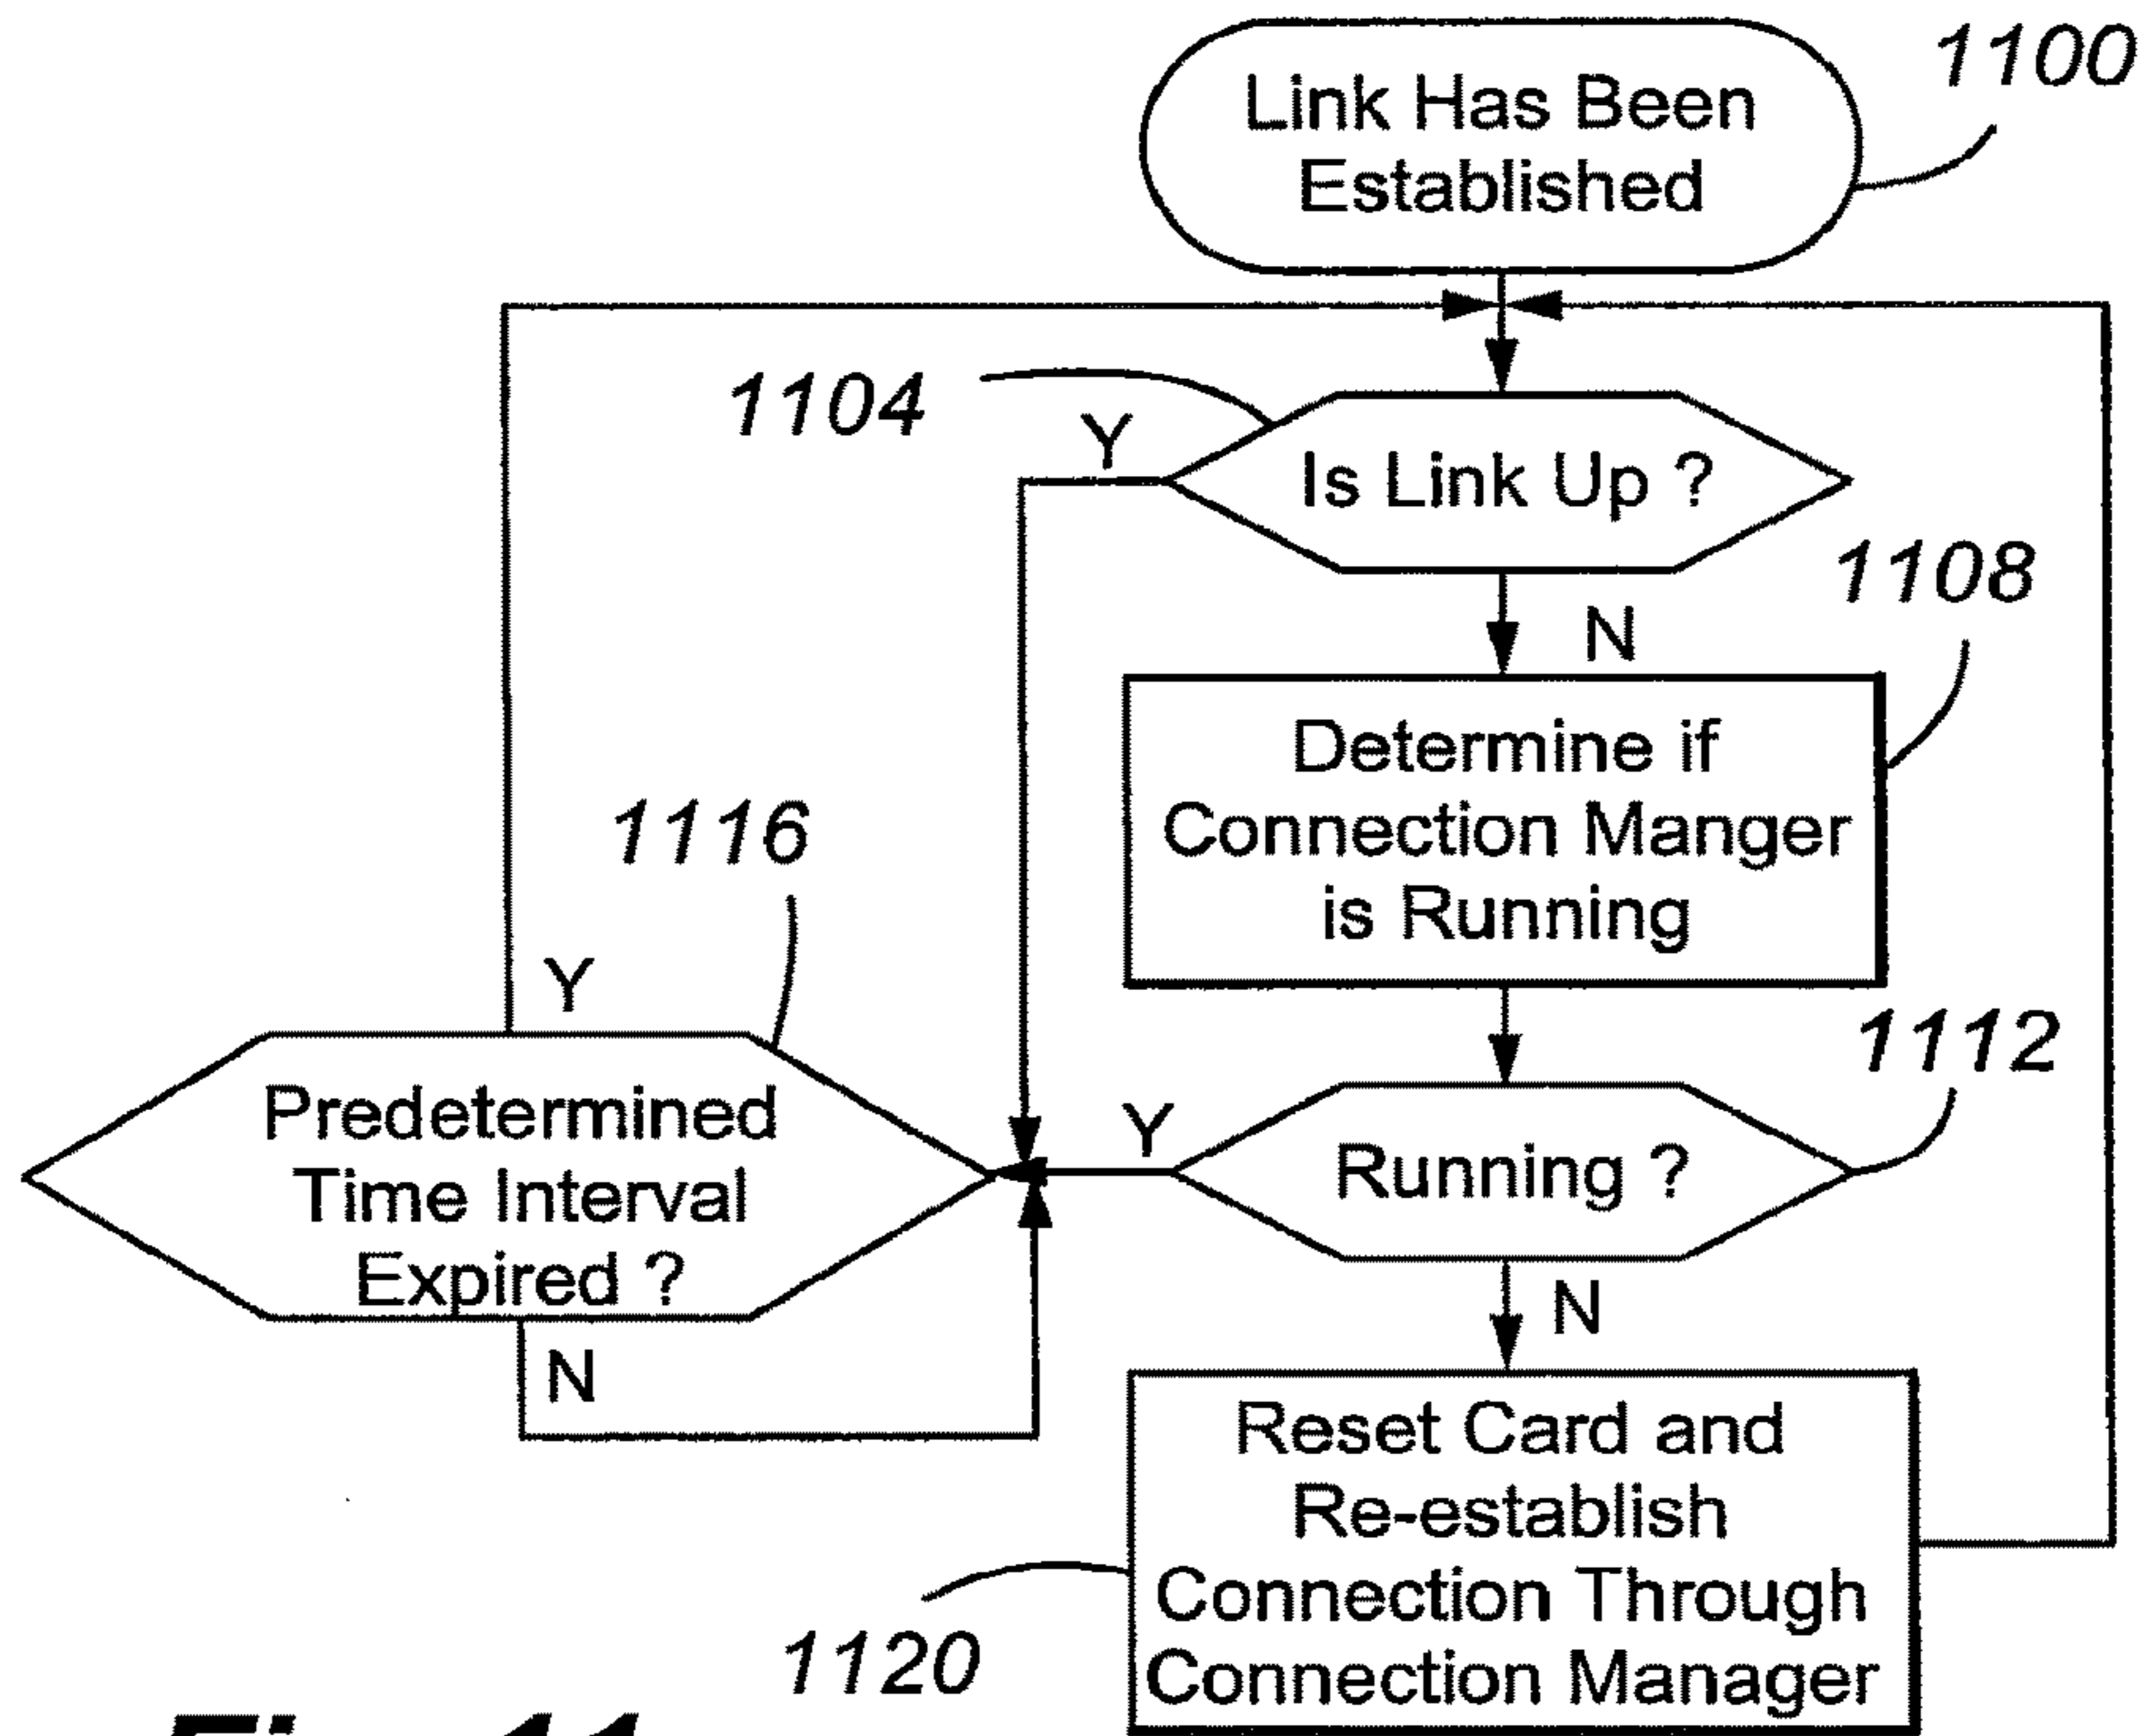 Link Has Been
Established
1100
1104
Y
Is Link Up ?
N
1108
Determine if
Connection Manger
is Running
1116
Y
Predetermined
Time Interval
Expired ?
N
Y
Running ?
1112
N
Reset Card and
Re-establish
Connection Through
Connection Manager
1120